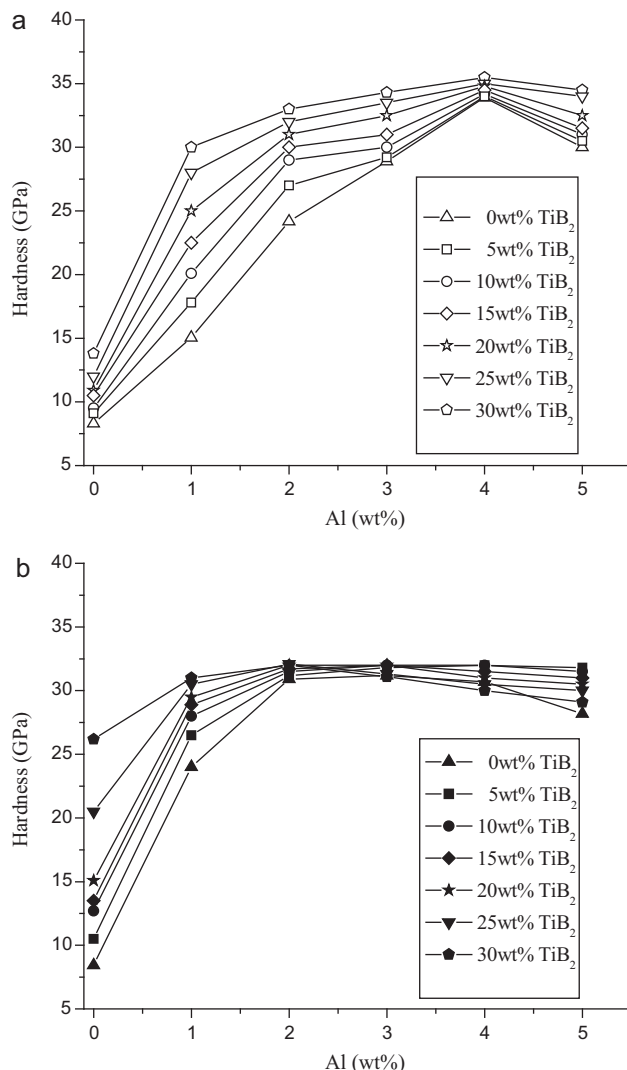 a
40
35
30
25
20
15
10
5
Hardness (GPa)
0wt% TiB₂
5wt% TiB₂
10wt% TiB₂
15wt% TiB₂
20wt% TiB₂
25wt% TiB₂
30wt% TiB₂
0 1 2 3 4 5
Al (wt%)
b
40
35
30
25
20
15
10
5
Hardness (GPa)
0wt% TiB₂
5wt% TiB₂
10wt% TiB₂
15wt% TiB₂
20wt% TiB₂
25wt% TiB₂
30wt% TiB₂
0 1 2 3 4 5
Al (wt%)